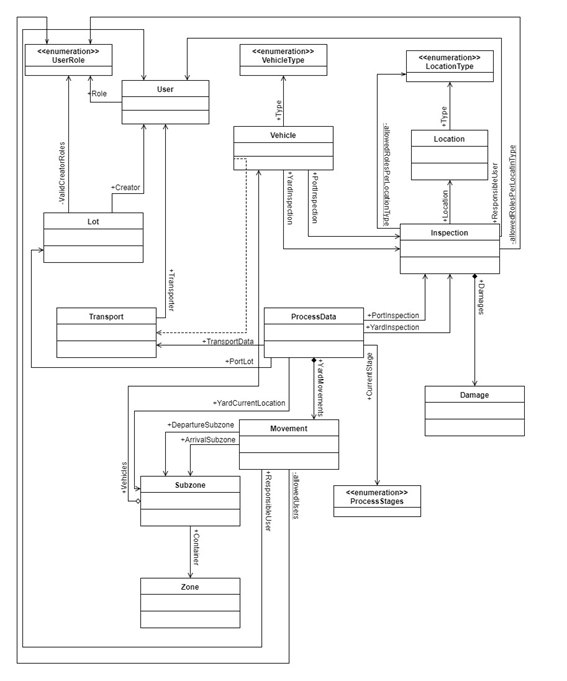 <<enumeration>>
UserRole
<<enumeration>>
VehicleType
<<enumeration>>
LocationType
User
+Role
+Type
+Type
Vehicle
Location
-ValidCreatorRoles
+Creator
+YardInspection
+PortInspection
-allowedRolesPerLocationType
+Location
+ResponsibleUser
-allowedRolesPerLocatinType
Lot
Inspection
+Transporter
+Damages
Transport
ProcessData
+PortInspection
+YardInspection
+TransportData
+PortLot
+YardMovements
+CurrentStage
Damage
+YardCurrentLocation
+DepartureSubzone
+ArrivalSubzone
Movement
+Vehicles
Subzone
+ResponsibleUser
-allowedUsers
<<enumeration>>
ProcessStages
+Container
Zone